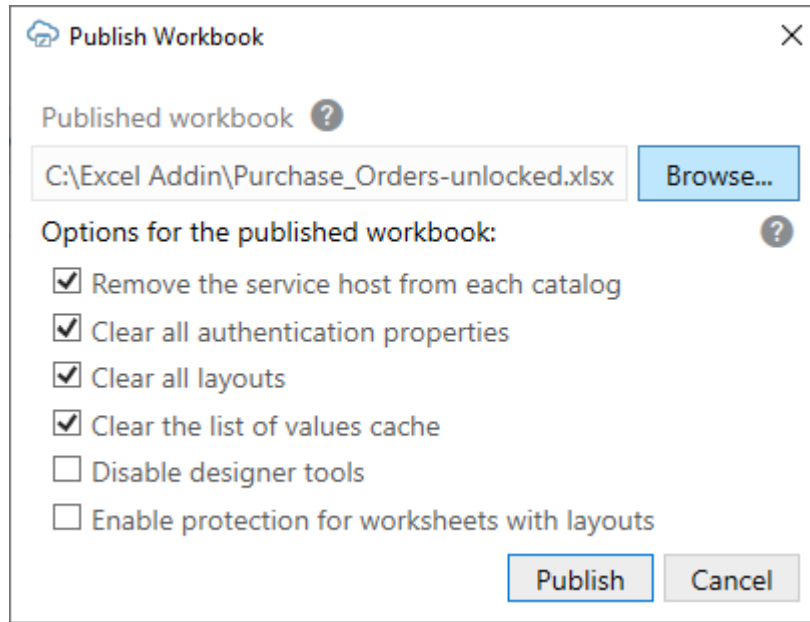 Publish Workbook
Published workbook ?
C:\Excel Addin\Purchase_Orders-unlocked.xlsx Browse...
Options for the published workbook: ?
Remove the service host from each catalog
Clear all authentication properties
Clear all layouts
Clear the list of values cache
Disable designer tools
Enable protection for worksheets with layouts
Publish Cancel